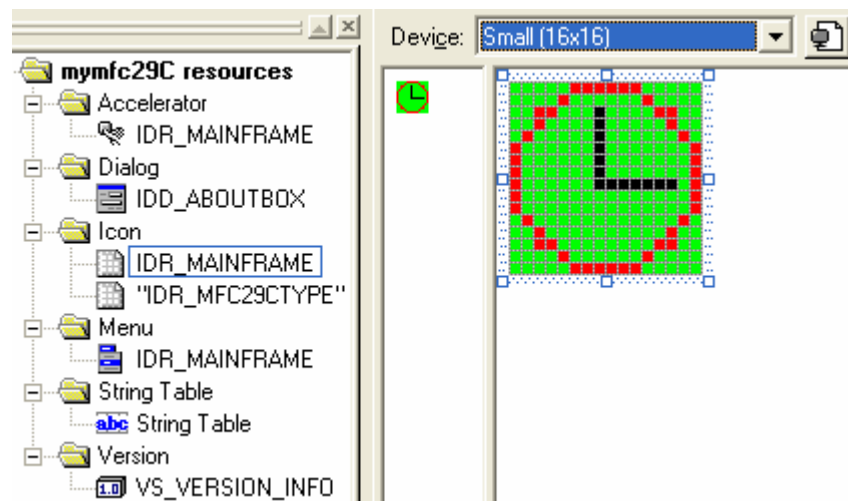 Device: Small (16x16)
mymfc29C resources
Accelerator
IDR_MAINFRAME
Dialog
IDD_ABOUTBOX
Icon
IDR_MAINFRAME
"IDR_MFC29CTYPE"
Menu
IDR_MAINFRAME
String Table
abc String Table
Version
1.0 VS_VERSION_INFO